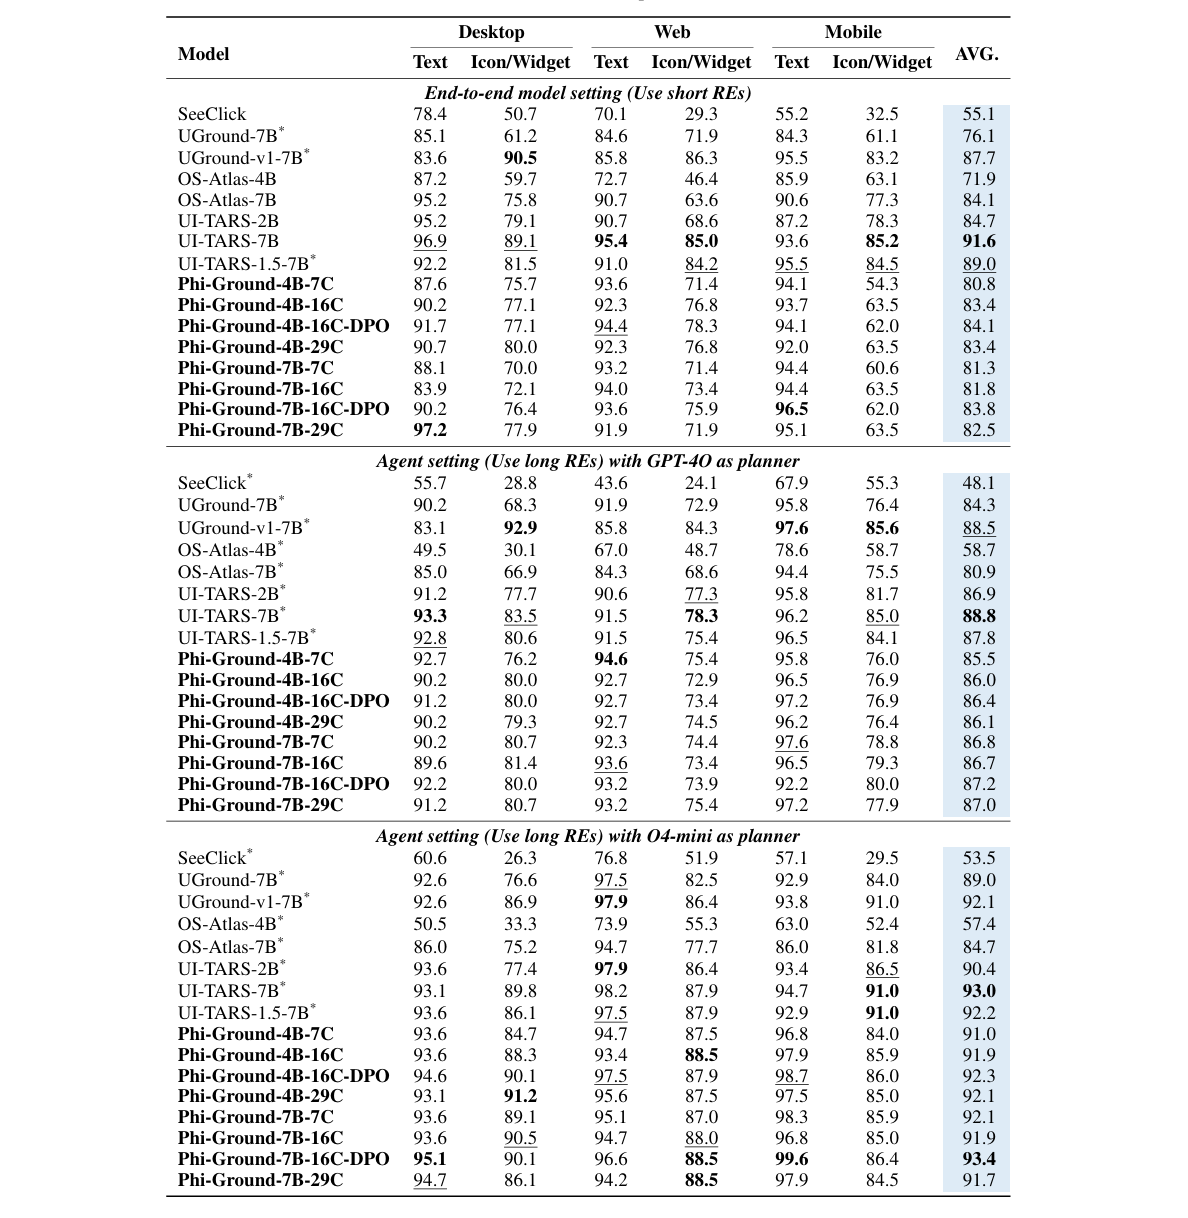 Desktop Web Mobile
Model AVG.
Text Icon/Widget Text Icon/Widget Text Icon/Widget
End-to-end model setting (Use short REs)
SeeClick 78.4 50.7 70.1 29.3 55.2 32.5 55.1
UGround-7B* 85.1 61.2 84.6 71.9 84.3 61.1 76.1
UGround-v1-7B* 83.6 90.5 85.8 86.3 95.5 83.2 87.7
OS-Atlas-4B 87.2 59.7 72.7 46.4 85.9 63.1 71.9
OS-Atlas-7B 95.2 75.8 90.7 63.6 90.6 77.3 84.1
UI-TARS-2B 95.2 79.1 90.7 68.6 87.2 78.3 84.7
UI-TARS-7B 96.9 89.1 95.4 85.0 93.6 85.2 91.6
UI-TARS-1.5-7B* 92.2 81.5 91.0 84.2 95.5 84.5 89.0
Phi-Ground-4B-7C 87.6 75.7 93.6 71.4 94.1 54.3 80.8
Phi-Ground-4B-16C 90.2 77.1 92.3 76.8 93.7 63.5 83.4
Phi-Ground-4B-16C-DPO 91.7 77.1 94.4 78.3 94.1 62.0 84.1
Phi-Ground-4B-29C 90.7 80.0 92.3 76.8 92.0 63.5 83.4
Phi-Ground-7B-7C 88.1 70.0 93.2 71.4 94.4 60.6 81.3
Phi-Ground-7B-16C 83.9 72.1 94.0 73.4 94.4 63.5 81.8
Phi-Ground-7B-16C-DPO 90.2 76.4 93.6 75.9 96.5 62.0 83.8
Phi-Ground-7B-29C 97.2 77.9 91.9 71.9 95.1 63.5 82.5
Agent setting (Use long REs) with GPT-4O as planner
SeeClick* 55.7 28.8 43.6 24.1 67.9 55.3 48.1
UGround-7B* 90.2 68.3 91.9 72.9 95.8 76.4 84.3
UGround-v1-7B* 83.1 92.9 85.8 84.3 97.6 85.6 88.5
OS-Atlas-4B* 49.5 30.1 67.0 48.7 78.6 58.7 58.7
OS-Atlas-7B* 85.0 66.9 84.3 68.6 94.4 75.5 80.9
UI-TARS-2B* 91.2 77.7 90.6 77.3 95.8 81.7 86.9
UI-TARS-7B* 93.3 83.5 91.5 78.3 96.2 85.0 88.8
UI-TARS-1.5-7B* 92.8 80.6 91.5 75.4 96.5 84.1 87.8
Phi-Ground-4B-7C 92.7 76.2 94.6 75.4 95.8 76.0 85.5
Phi-Ground-4B-16C 90.2 80.0 92.7 72.9 96.5 76.9 86.0
Phi-Ground-4B-16C-DPO 91.2 80.0 92.7 73.4 97.2 76.9 86.4
Phi-Ground-4B-29C 90.2 79.3 92.7 74.5 96.2 76.4 86.1
Phi-Ground-7B-7C 90.2 80.7 92.3 74.4 97.6 78.8 86.8
Phi-Ground-7B-16C 89.6 81.4 93.6 73.4 96.5 79.3 86.7
Phi-Ground-7B-16C-DPO 92.2 80.0 93.2 73.9 92.2 80.0 87.2
Phi-Ground-7B-29C 91.2 80.7 93.2 75.4 97.2 77.9 87.0
Agent setting (Use long REs) with O4-mini as planner
SeeClick* 60.6 26.3 76.8 51.9 57.1 29.5 53.5
UGround-7B* 92.6 76.6 97.5 82.5 92.9 84.0 89.0
UGround-v1-7B* 92.6 86.9 97.9 86.4 93.8 91.0 92.1
OS-Atlas-4B* 50.5 33.3 73.9 55.3 63.0 52.4 57.4
OS-Atlas-7B* 86.0 75.2 94.7 77.7 86.0 81.8 84.7
UI-TARS-2B* 93.6 77.4 97.9 86.4 93.4 86.5 90.4
UI-TARS-7B* 93.1 89.8 98.2 87.9 94.7 91.0 93.0
UI-TARS-1.5-7B* 93.6 86.1 97.5 87.9 92.9 91.0 92.2
Phi-Ground-4B-7C 93.6 84.7 94.7 87.5 96.8 84.0 91.0
Phi-Ground-4B-16C 93.6 88.3 93.4 88.5 97.9 85.9 91.9
Phi-Ground-4B-16C-DPO 94.6 90.1 97.5 87.9 98.7 86.0 92.3
Phi-Ground-4B-29C 93.1 91.2 95.6 87.5 97.5 85.0 92.1
Phi-Ground-7B-7C 93.6 89.1 95.1 87.0 98.3 85.9 92.1
Phi-Ground-7B-16C 93.6 90.5 94.7 88.0 96.8 85.0 91.9
Phi-Ground-7B-16C-DPO 95.1 90.1 96.6 88.5 99.6 86.4 93.4
Phi-Ground-7B-29C 94.7 86.1 94.2 88.5 97.9 84.5 91.7